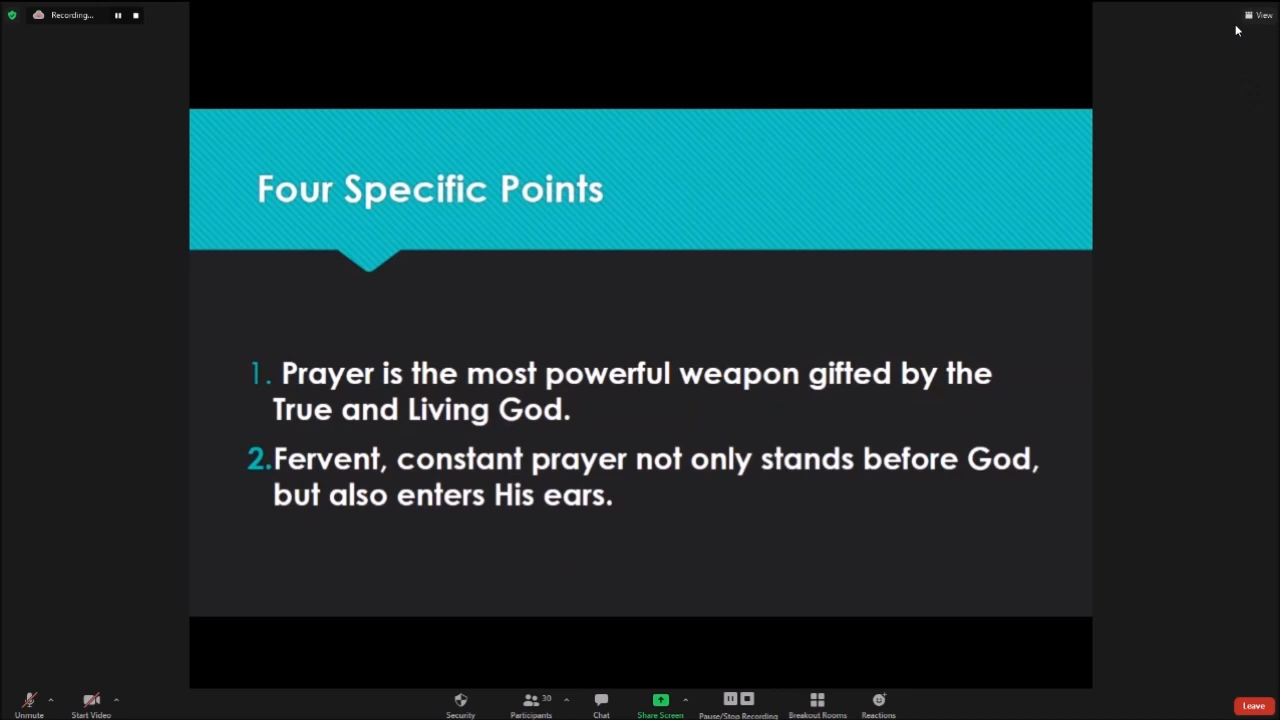 Recording...
View
Four Specific Points
1. Prayer is the most powerful weapon gifted by the
True and Living God.
2.Fervent, constant prayer not only stands before God,
but also enters His ears.
30
Unmute
Start Video
Security
Participants
Chat
Share Screen
Pause/Stop Recording
Breakout Rooms
Reactions
Leave